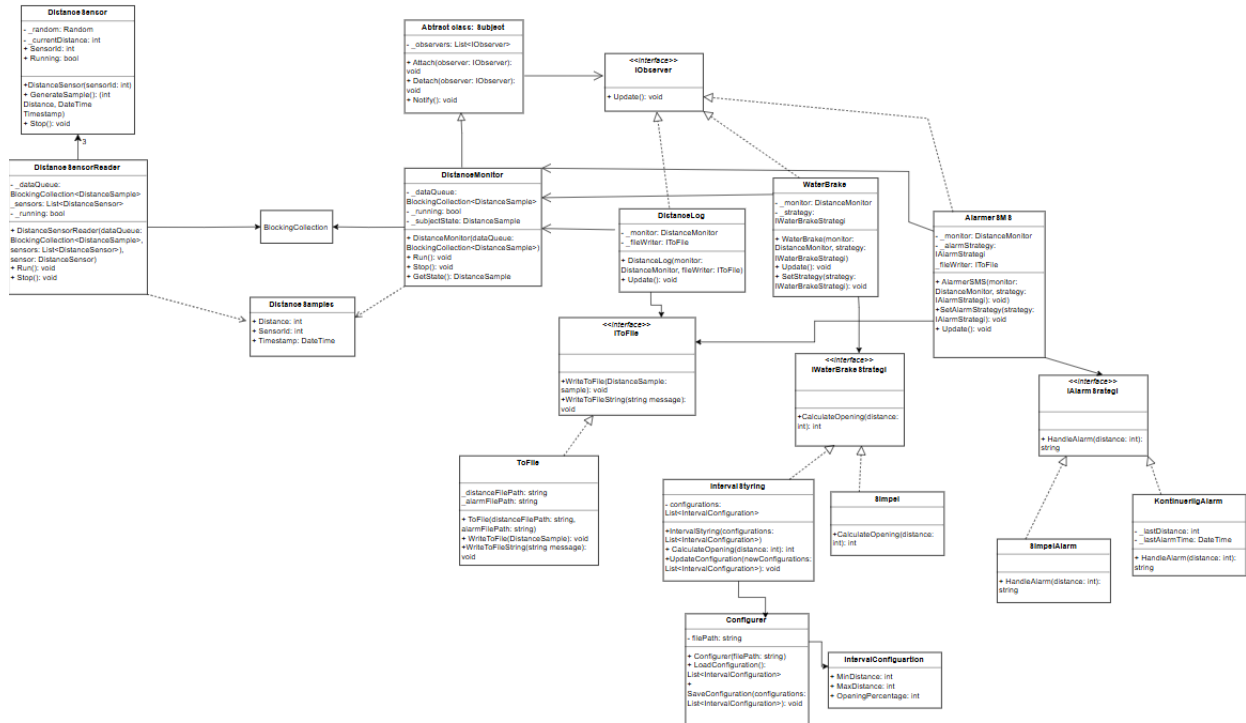 DistanceSensor
- _random: Random
- _currentDistance: int
+ SensorId: int
+ Running: bool
+DistanceSensor(sensorId: int)
+ GenerateSample(): (int
Distance, DateTime
Timestamp)
+ Stop(): void
3
DistanceSensorReader
- _dataQueue:
BlockingCollection<DistanceSample>
_sensors: List<DistanceSensor>
- _running: bool
+ DistanceSensorReader(dataQueue:
BlockingCollection<DistanceSample>,
sensors: List<DistanceSensor>),
sensor: DistanceSensor)
+ Run(): void
+ Stop(): void
BlockingCollection
DistanceSamples
+ Distance: int
+ SensorId: int
+ Timestamp: DateTime
Abtract class: Subject
- _observers: List<IObserver>
+ Attach(observer: IObserver):
void
+ Detach(observer: IObserver):
void
+ Notify(): void
<<interface>>
IObserver
+ Update(): void
DistanceMonitor
- _dataQueue:
BlockingCollection<DistanceSample>
- _running: bool
- _subjectState: DistanceSample
+ DistanceMonitor(dataQueue:
BlockingCollection<DistanceSample>)
+ Run(): void
+ Stop(): void
+ GetState(): DistanceSample
DistanceLog
- _monitor: DistanceMonitor
- _fileWriter: IToFile
+ DistanceLog(monitor:
DistanceMonitor, fileWriter: IToFile)
+ Update(): void
WaterBrake
- _monitor: DistanceMonitor
- _strategy:
IWaterBrakeStrategi
+ WaterBrake(monitor:
DistanceMonitor, strategy:
IWaterBrakeStrategi)
+ Update(): void
+ SetStrategy(strategy:
IWaterBrakeStrategi): void
AlarmerSMS
- _monitor: DistanceMonitor
- _alarmStrategy:
IAlarmStrategi
_fileWriter: IToFile
+ AlarmerSMS(monitor:
DistanceMonitor, strategy:
IAlarmStrategi): void)
+SetAlarmStrategy(strategy:
IAlarmStrategi): void
+ Update(): void
<<interface>>
IToFile
+WriteToFile(DistanceSample:
sample): void
+WriteToFileString(string message):
void
<<interface>>
IWaterBrakeStrategi
+CalculateOpening(distance:
int): int
<<interface>>
IAlarmSrategi
+ HandleAlarm(distance: int):
string
ToFile
_distanceFilePath: string
_alarmFilePath: string
+ ToFile(distanceFilePath: string,
alarmFilePath: string)
+ WriteToFile(DistanceSample): void
+WriteToFileString(string message):
void
IntervalStyring
- configurations:
List<IntervalConfiguration>
+IntervalStyring(configurations:
List<IntervalConfiguration>)
+ CalculateOpening(distance: int): int
+UpdateConfiguration(newConfigurations:
List<IntervalConfiguration>): void
Simpel
+CalculateOpening(distance:
int): int
SimpelAlarm
+HandleAlarm(distance: int):
string
KontinuerligAlarm
- _lastDistance: int
- _lastAlarmTime: DateTime
+ HandleAlarm(distance: int):
string
Configurer
- filePath: string
+ Configurer(filePath: string)
+ LoadConfiguration():
List<IntervalConfiguration>
+
SaveConfiguration(configurations:
List<IntervalConfiguration>): void
IntervalConfiguartion
+ MinDistance: int
+ MaxDistance: int
+ OpeningPercentage: int